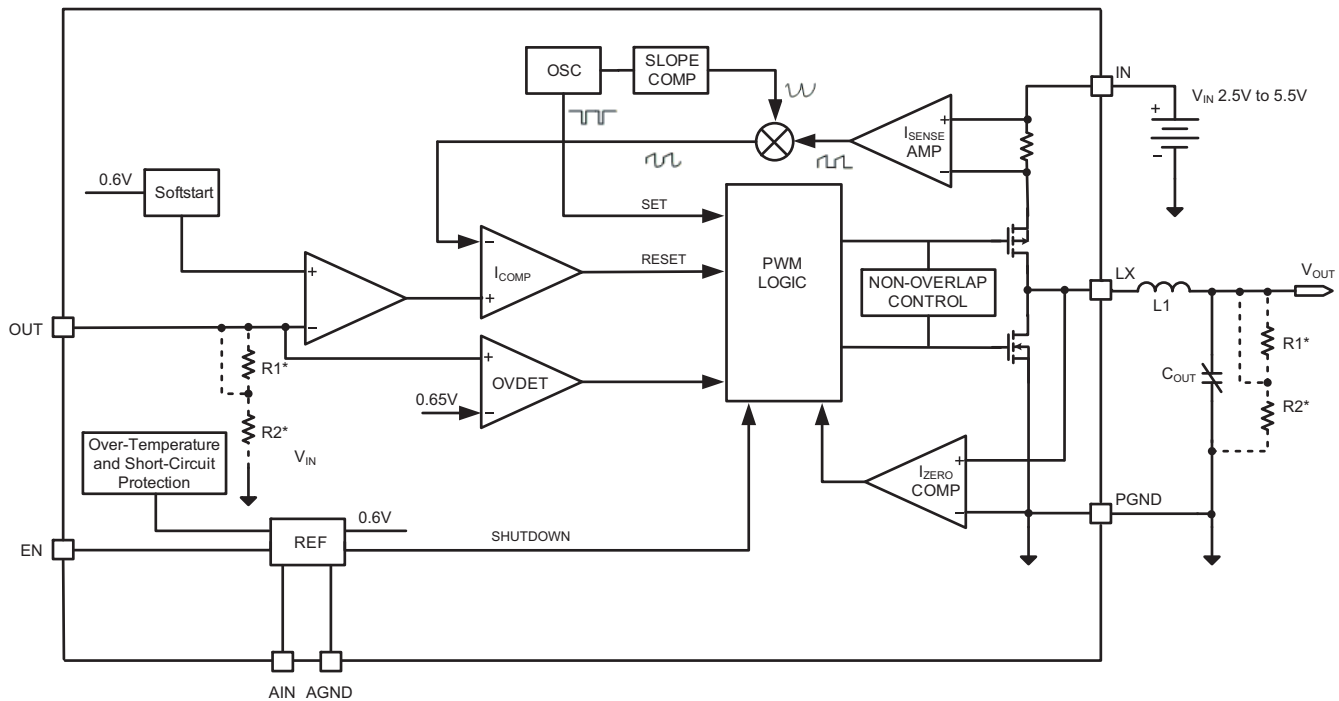 OSC
SLOPE
COMP
IN
V_IN 2.5V to 5.5V
+
−
+
I_SENSE
AMP
−
0.6V
Softstart
SET
−
I_COMP
+
RESET
PWM
LOGIC
NON-OVERLAP
CONTROL
LX
L1
V_OUT
+
−
OUT
R1*
R2*
V_IN
+
OVDET
−
0.65V
C_OUT
R1*
R2*
Over-Temperature
and Short-Circuit
Protection
I_ZERO
COMP
+
−
PGND
EN
REF
0.6V
SHUTDOWN
AIN
AGND